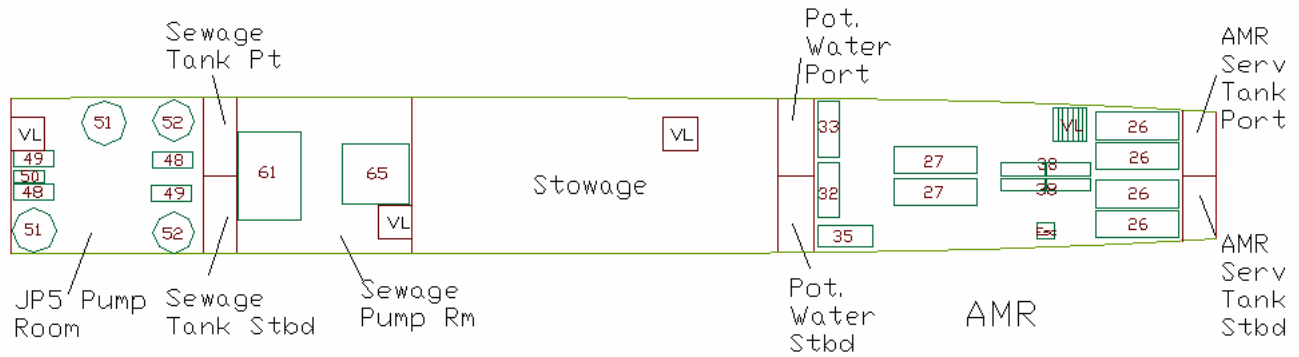 Sewage
Tank Pt
Pot.
Water
Port
AMR
Serv
Tank
Port
51
52
VL
49
50
48
48
49
51
52
61
65
VL
Stowage
VL
33
32
35
27
27
VL
38
38
Esc
26
26
26
26
JP5 Pump
Room
Sewage
Tank Stbd
Sewage
Pump Rm
Pot.
Water
Stbd
AMR
AMR
Serv
Tank
Stbd